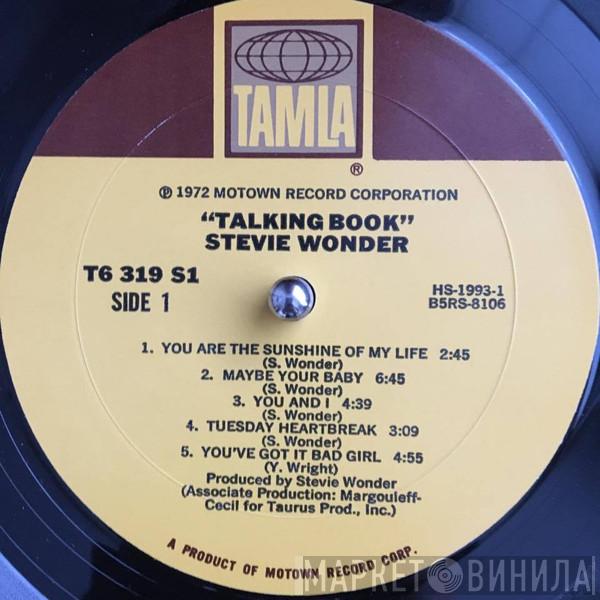 TAMLA
®
℗ 1972 MOTOWN RECORD CORPORATION
"TALKING BOOK"
STEVIE WONDER
T6 319 S1
SIDE 1
HS-1993-1
B5RS-8106
1. YOU ARE THE SUNSHINE OF MY LIFE 2:45
(S. Wonder)
2. MAYBE YOUR BABY 6:45
(S. Wonder)
3. YOU AND I 4:39
(S. Wonder)
4. TUESDAY HEARTBREAK 3:09
(S. Wonder)
5. YOU'VE GOT IT BAD GIRL 4:55
(Y. Wright)
Produced by Stevie Wonder
(Associate Production: Margouleff-
Cecil for Taurus Prod., Inc.)
A PRODUCT OF MOTOWN RECORD CORP.
МАРКЕТ ВИНИЛА